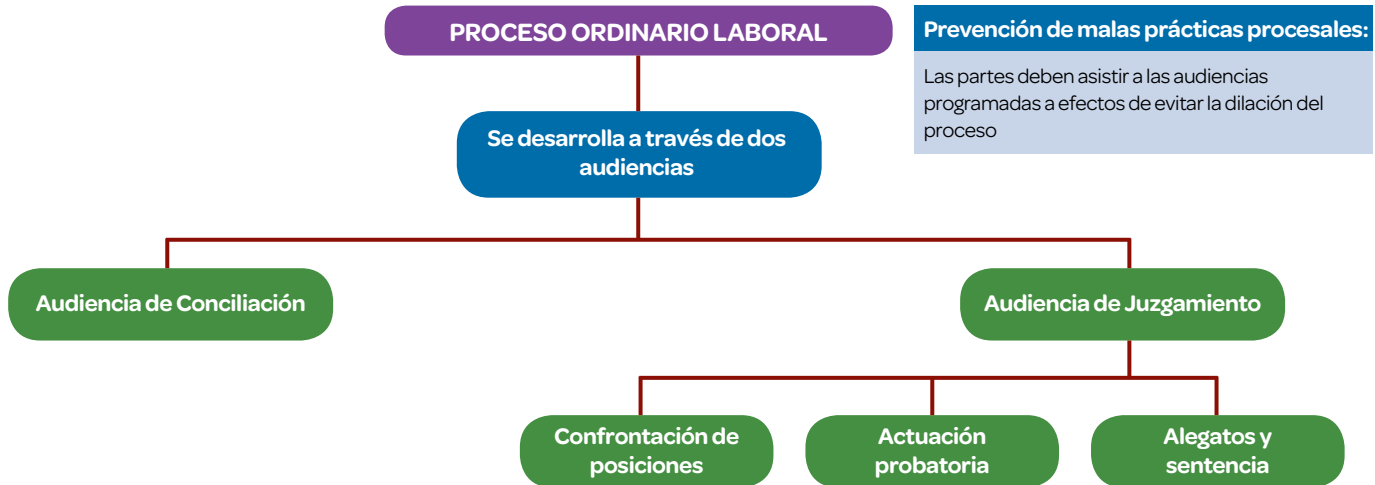 PROCESO ORDINARIO LABORAL
Prevención de malas prácticas procesales:
Las partes deben asistir a las audiencias
programadas a efectos de evitar la dilación del
proceso
Se desarrolla a través de dos
audiencias
Audiencia de Conciliación
Audiencia de Juzgamiento
Confrontación de
posiciones
Actuación
probatoria
Alegatos y
sentencia